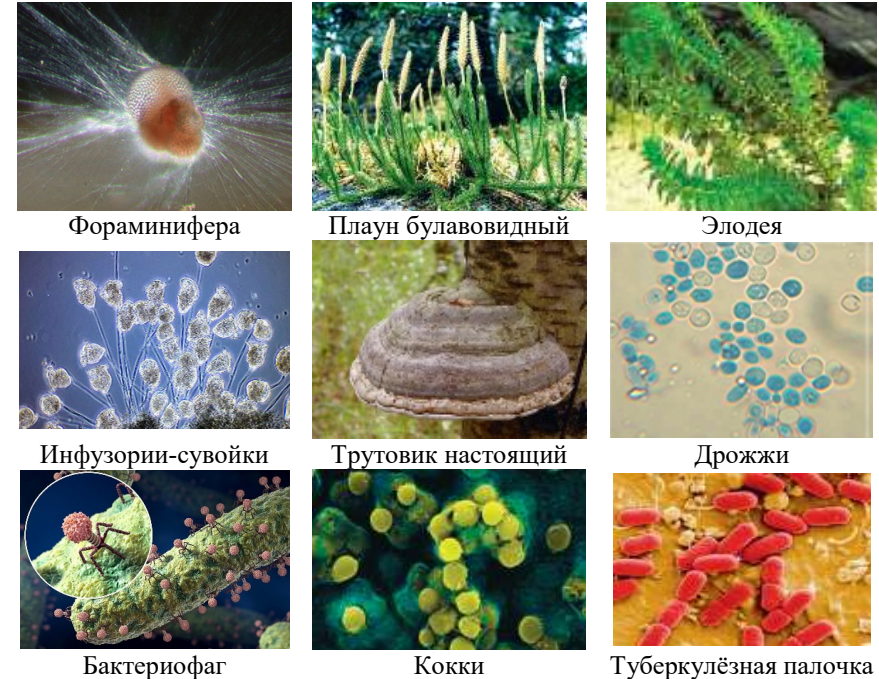 Фораминифера
Плаун булавовидный
Элодея
Инфузории-сувойки
Трутовик настоящий
Дрожжи
Бактериофаг
Кокки
Туберкулёзная палочка